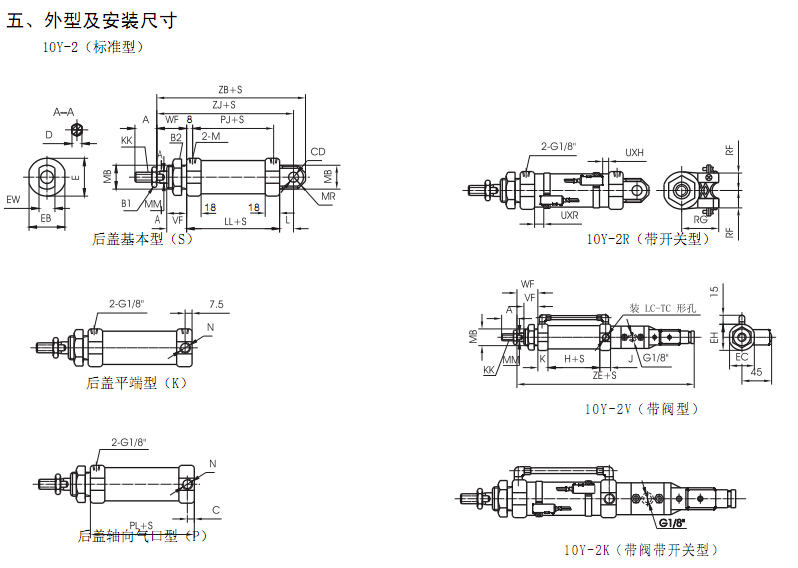 五、外型及安装尺寸
10Y-2（标准型）
ZB+S
ZJ+S
A-A
A
WF
8
PJ+S
D
KK
B2
2-M
CD
A
MB
E
MB
EW
B1
MM
MR
EB
A
VF
18
18
LL+S
L
后盖基本型（S）
2-G1/8"
UXH
RF
UXR
RG
RF
10Y-2R（带开关型）
2-G1/8"
7.5
N
后盖平端型（K）
WF
VF
A
装 LC-TC 形孔
15
MB
EH
MM
K
H+S
J
G1/8"
EC
KK
ZE+S
45
10Y-2V（带阀型）
2-G1/8"
N
C
PL+S
后盖轴向气口型（P）
G1/8"
10Y-2K（带阀带开关型）